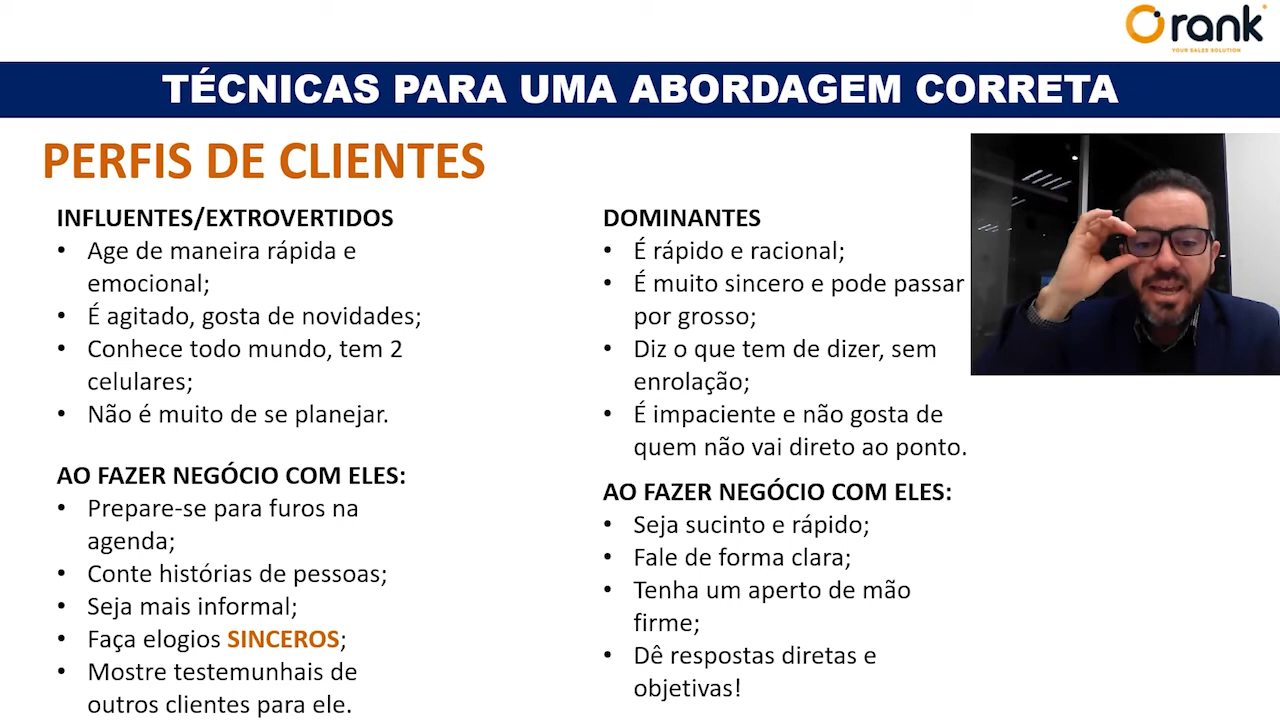 Orank
YOUR SALES SOLUTION
TÉCNICAS PARA UMA ABORDAGEM CORRETA
PERFIS DE CLIENTES
INFLUENTES/EXTROVERTIDOS
• Age de maneira rápida e
emocional;
• É agitado, gosta de novidades;
• Conhece todo mundo, tem 2
celulares;
• Não é muito de se planejar.
AO FAZER NEGÓCIO COM ELES:
• Prepare-se para furos na
agenda;
• Conte histórias de pessoas;
• Seja mais informal;
• Faça elogios SINCEROS;
• Mostre testemunhais de
outros clientes para ele.
DOMINANTES
• É rápido e racional;
• É muito sincero e pode passar
por grosso;
• Diz o que tem de dizer, sem
enrolação;
• É impaciente e não gosta de
quem não vai direto ao ponto.
AO FAZER NEGÓCIO COM ELES:
• Seja sucinto e rápido;
• Fale de forma clara;
• Tenha um aperto de mão
firme;
• Dê respostas diretas e
objetivas!